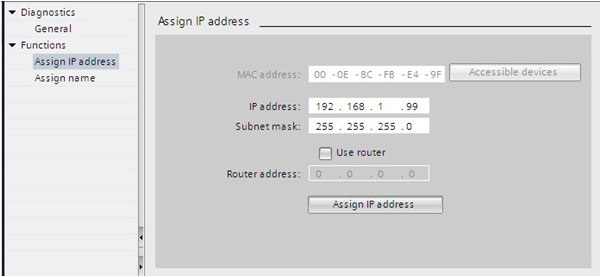 Diagnostics
General
Functions
Assign IP address
Assign name
Assign IP address
MAC address: 00 -0E -8C -FB -E4 -9F Accessible devices
IP address: 192 . 168 . 1 . 99
Subnet mask: 255 . 255 . 255 . 0
Use router
Router address: 0 . 0 . 0 . 0
Assign IP address